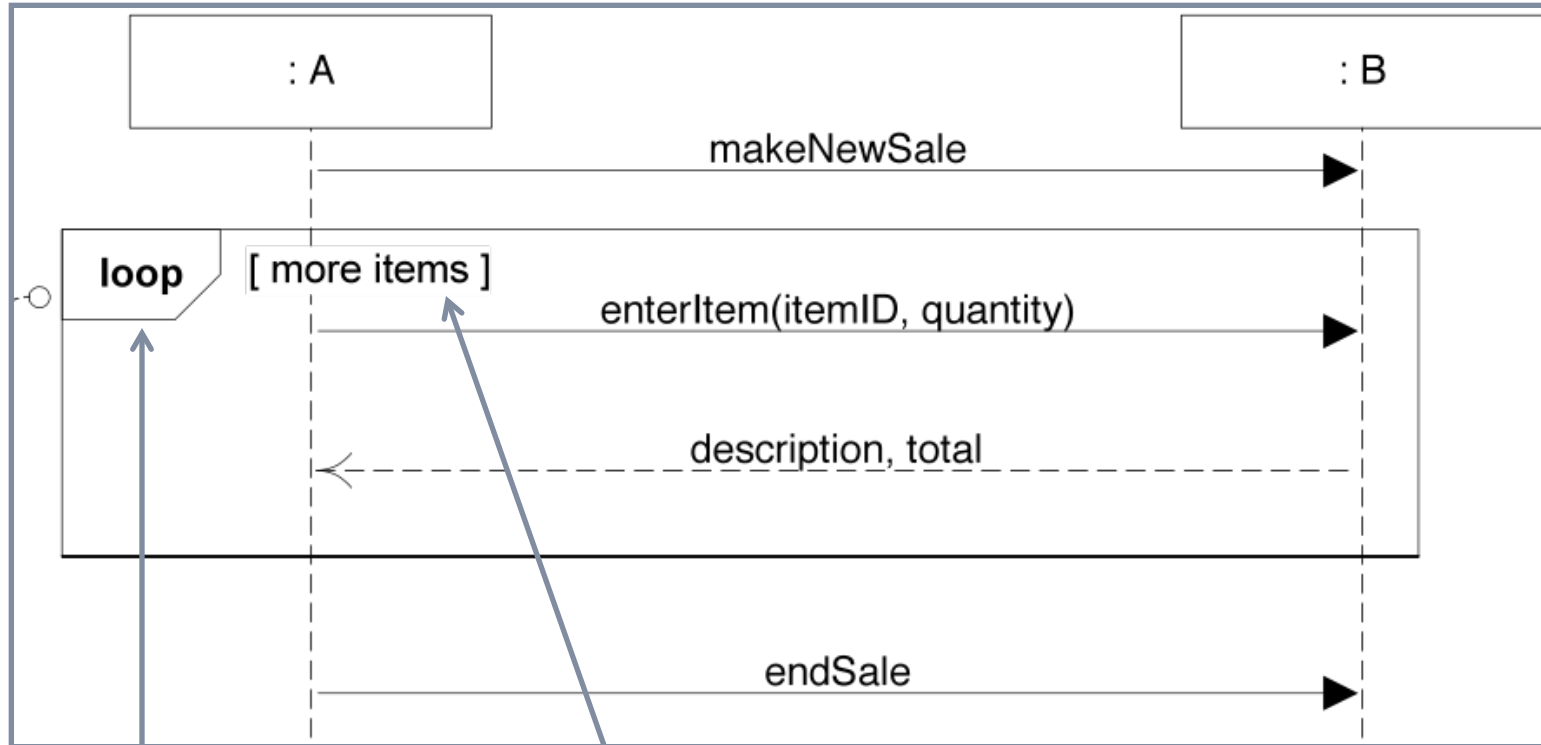 : A
: B
makeNewSale
loop
[ more items ]
enterItem(itemID, quantity)
description, total
endSale